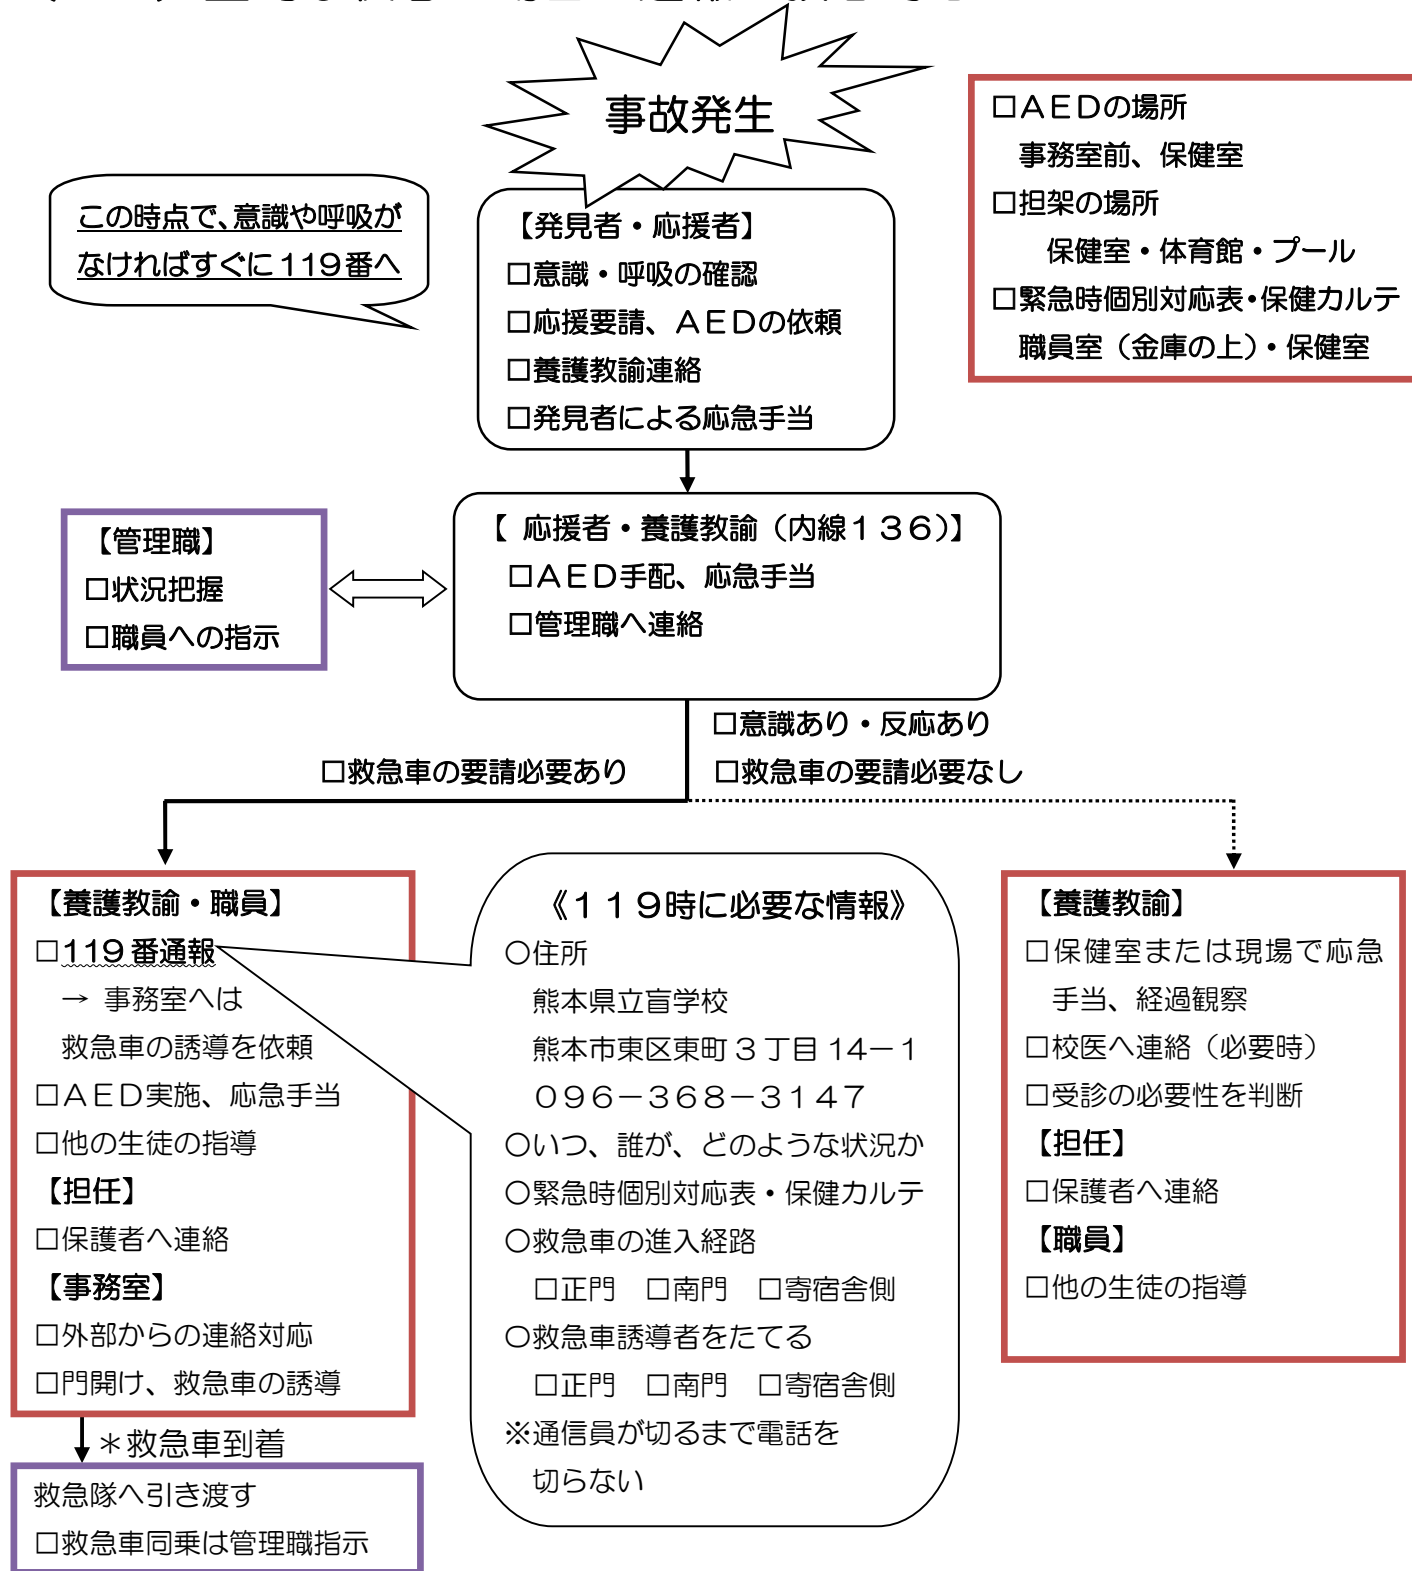 事故発生
□ＡＥＤの場所
事務室前、保健室
□担架の場所
保健室・体育館・プール
□緊急時個別対応表・保健カルテ
職員室（金庫の上）・保健室
この時点で、意識や呼吸が
なければすぐに119番へ
【発見者・応援者】
□意識・呼吸の確認
□応援要請、ＡＥＤの依頼
□養護教諭連絡
□発見者による応急手当
【管理職】
□状況把握
□職員への指示
【 応援者・養護教諭（内線１３６）】
□ＡＥＤ手配、応急手当
□管理職へ連絡
□意識あり・反応あり
□救急車の要請必要あり
□救急車の要請必要なし
【養護教諭・職員】
□119番通報
→ 事務室へは
救急車の誘導を依頼
□ＡＥＤ実施、応急手当
□他の生徒の指導
【担任】
□保護者へ連絡
【事務室】
□外部からの連絡対応
□門開け、救急車の誘導
＊救急車到着
救急隊へ引き渡す
□救急車同乗は管理職指示
《１１９時に必要な情報》
○住所
熊本県立盲学校
熊本市東区東町３丁目14－1
０９６－３６８－３１４７
○いつ、誰が、どのような状況か
○緊急時個別対応表・保健カルテ
○救急車の進入経路
□正門　□南門　□寄宿舎側
○救急車誘導者をたてる
□正門　□南門　□寄宿舎側
※通信員が切るまで電話を
切らない
【養護教諭】
□保健室または現場で応急
手当、経過観察
□校医へ連絡（必要時）
□受診の必要性を判断
【担任】
□保護者へ連絡
【職員】
□他の生徒の指導